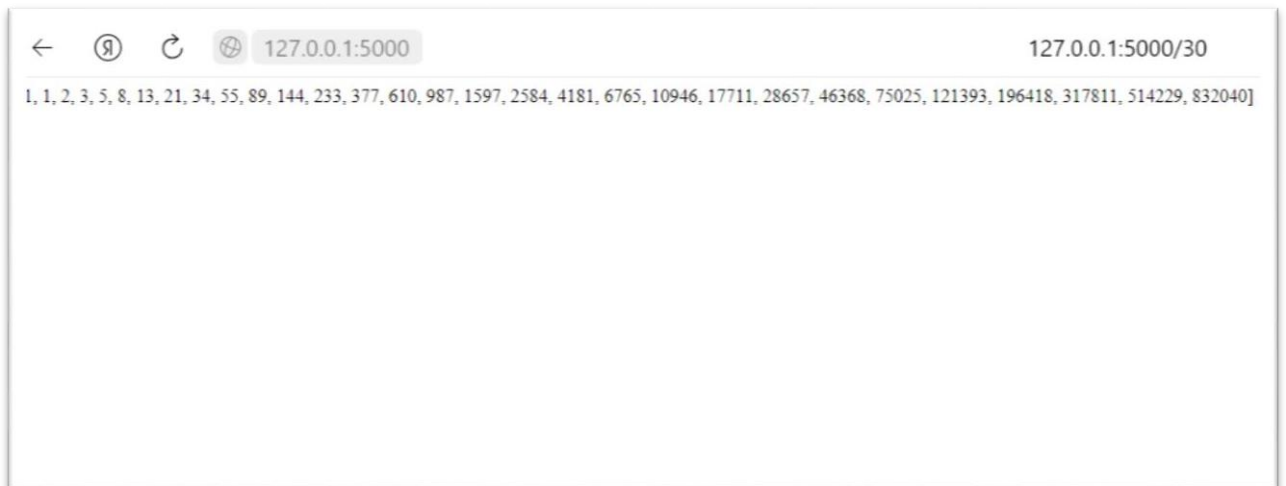 Я 127.0.0.1:5000 127.0.0.1:5000/30
1, 1, 2, 3, 5, 8, 13, 21, 34, 55, 89, 144, 233, 377, 610, 987, 1597, 2584, 4181, 6765, 10946, 17711, 28657, 46368, 75025, 121393, 196418, 317811, 514229, 832040]